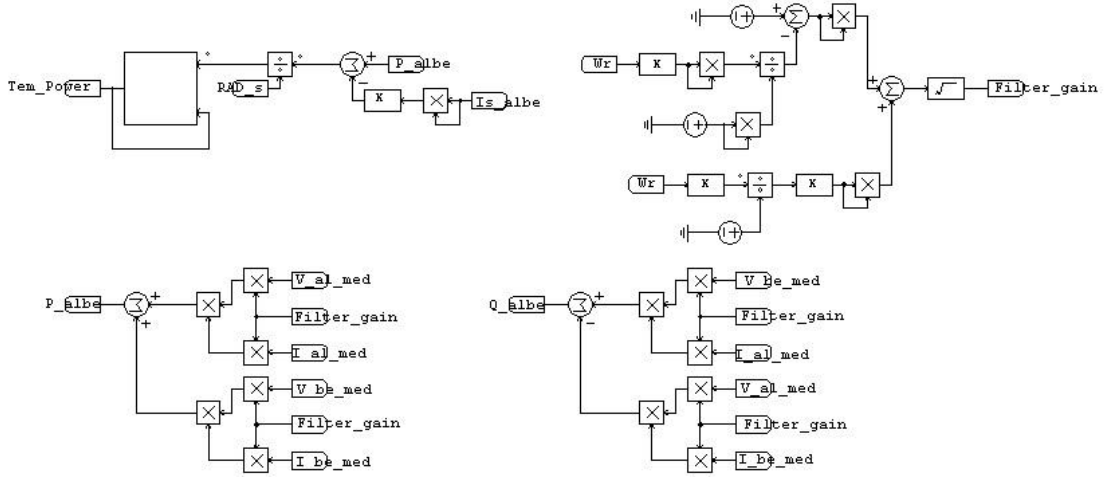 Tem_Power
RAD_s
P_albe
K
Is_albe
Wr
K
Filter_gain
Wr
K
K
P_albe
V_al_med
Filter_gain
I_al_med
V_be_med
Filter_gain
I_be_med
Q_albe
V_be_med
Filter_gain
I_al_med
V_al_med
Filter_gain
I_be_med